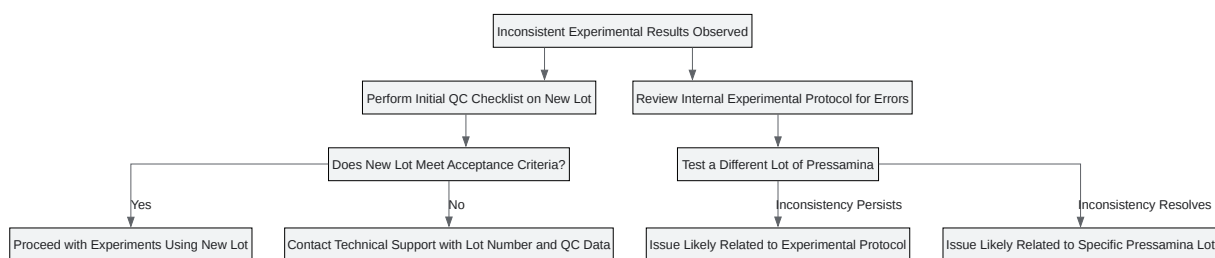 Inconsistent Experimental Results Observed
Perform Initial QC Checklist on New Lot
Review Internal Experimental Protocol for Errors
Does New Lot Meet Acceptance Criteria?
Test a Different Lot of Pressamina
Yes
No
Inconsistency Persists
Inconsistency Resolves
Proceed with Experiments Using New Lot
Contact Technical Support with Lot Number and QC Data
Issue Likely Related to Experimental Protocol
Issue Likely Related to Specific Pressamina Lot